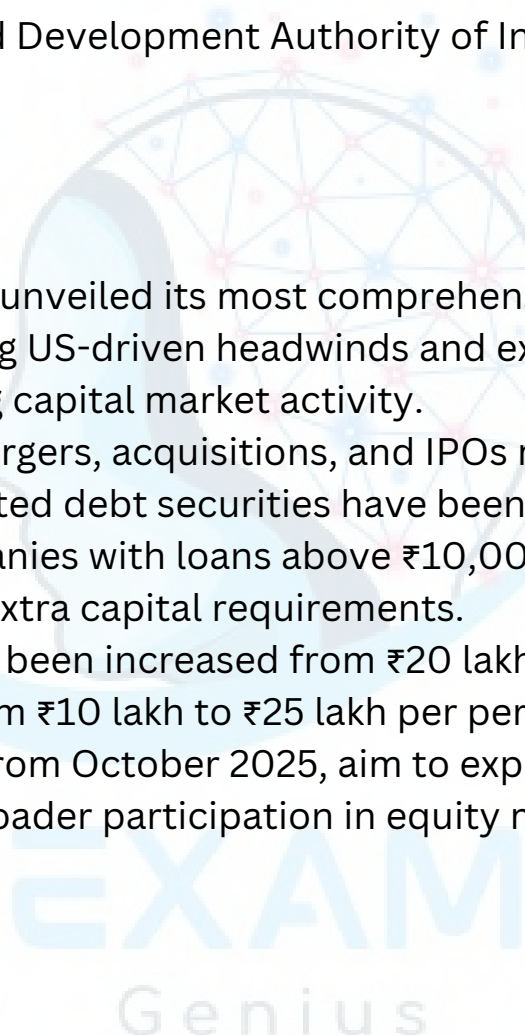 d Development Authority of In
unveiled its most comprehens
g US-driven headwinds and ex
g capital market activity.
rgers, acquisitions, and IPOs
ted debt securities have been
anies with loans above ₹10,00
xtra capital requirements.
been increased from ₹20 lakh
m ₹10 lakh to ₹25 lakh per per
rom October 2025, aim to exp
oader participation in equity
EXAM
Genius